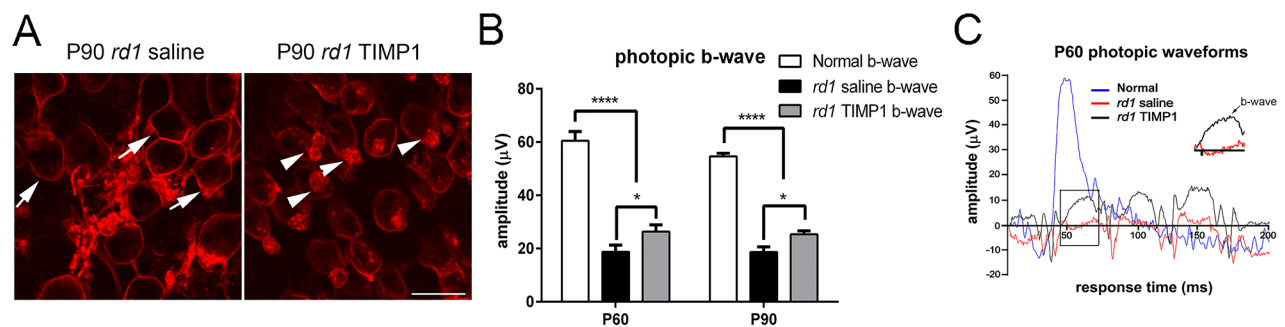 A
P90 rd1 saline
P90 rd1 TIMP1
B
photopic b-wave
Normal b-wave
rd1 saline b-wave
rd1 TIMP1 b-wave
amplitude (µV)
80
60
40
20
0
****
*
****
*
P60
P90
C
P60 photopic waveforms
Normal
rd1 saline
rd1 TIMP1
b-wave
amplitude (µV)
60
50
40
30
20
10
0
-10
-20
50
100
150
200
response time (ms)